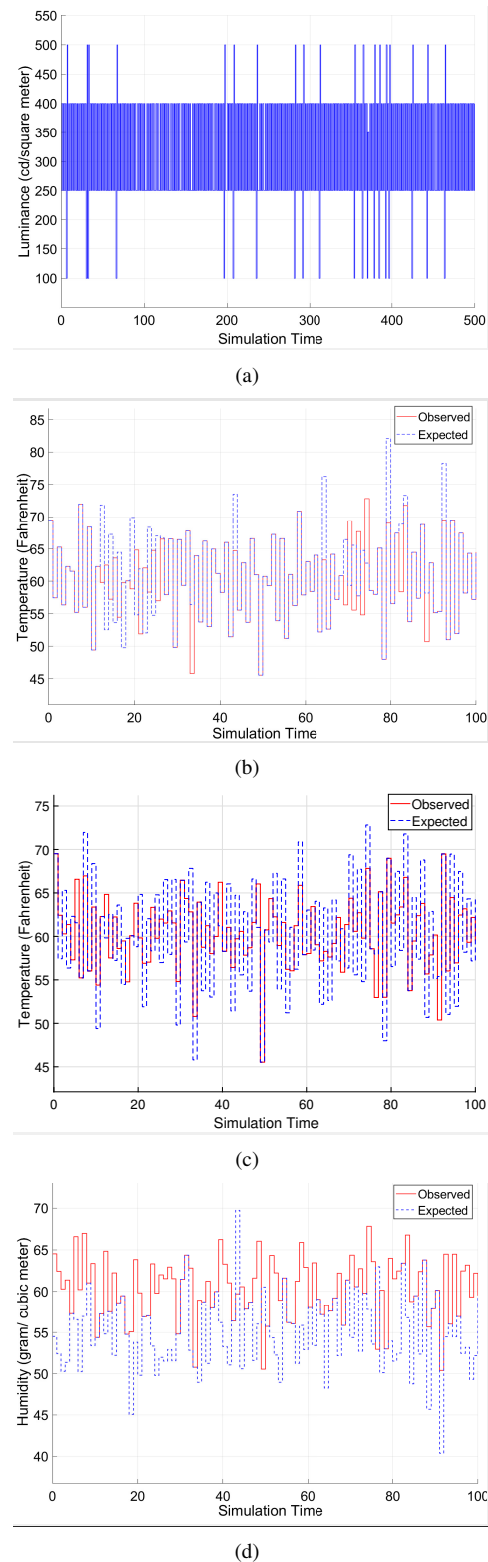 550
500
450
400
350
300
250
200
150
100
Luminance (cd/square meter)
0 100 200 300 400 500
Simulation Time
(a)
Observed
Expected
85
80
75
70
65
60
55
50
45
Temperature (Fahrenheit)
0 20 40 60 80 100
Simulation Time
(b)
Observed
Expected
75
70
65
60
55
50
45
Temperature (Fahrenheit)
0 20 40 60 80 100
Simulation Time
(c)
Observed
Expected
70
65
60
55
50
45
40
Humidity (gram/ cubic meter)
0 20 40 60 80 100
Simulation Time
(d)